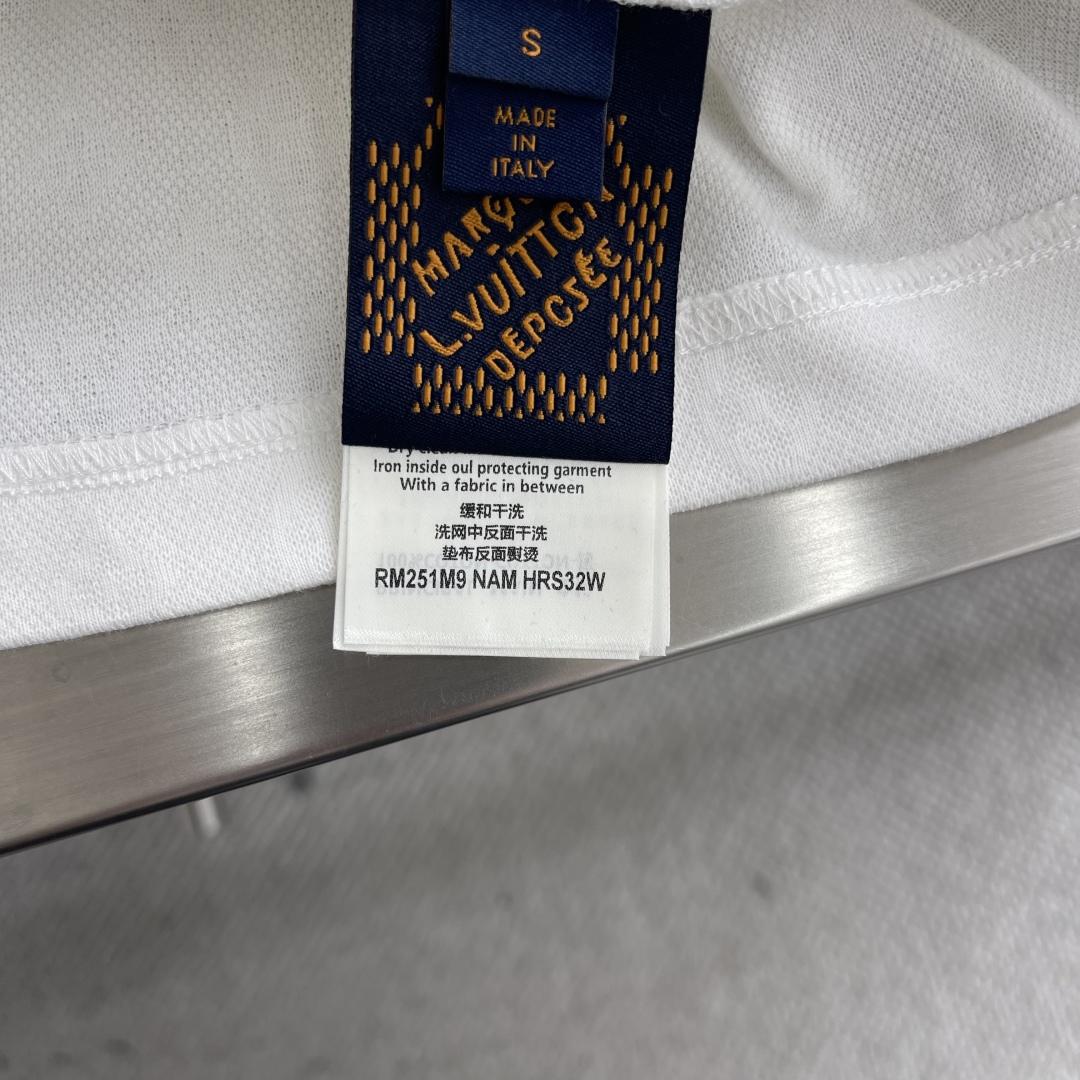 S
MADE
IN
ITALY
L.VUITTON
DEPCSÉE
Iron inside oul protecting garment
With a fabric in between
缓和干洗
洗网中反面干洗
垫布反面熨烫
RM251M9 NAM HRS32W